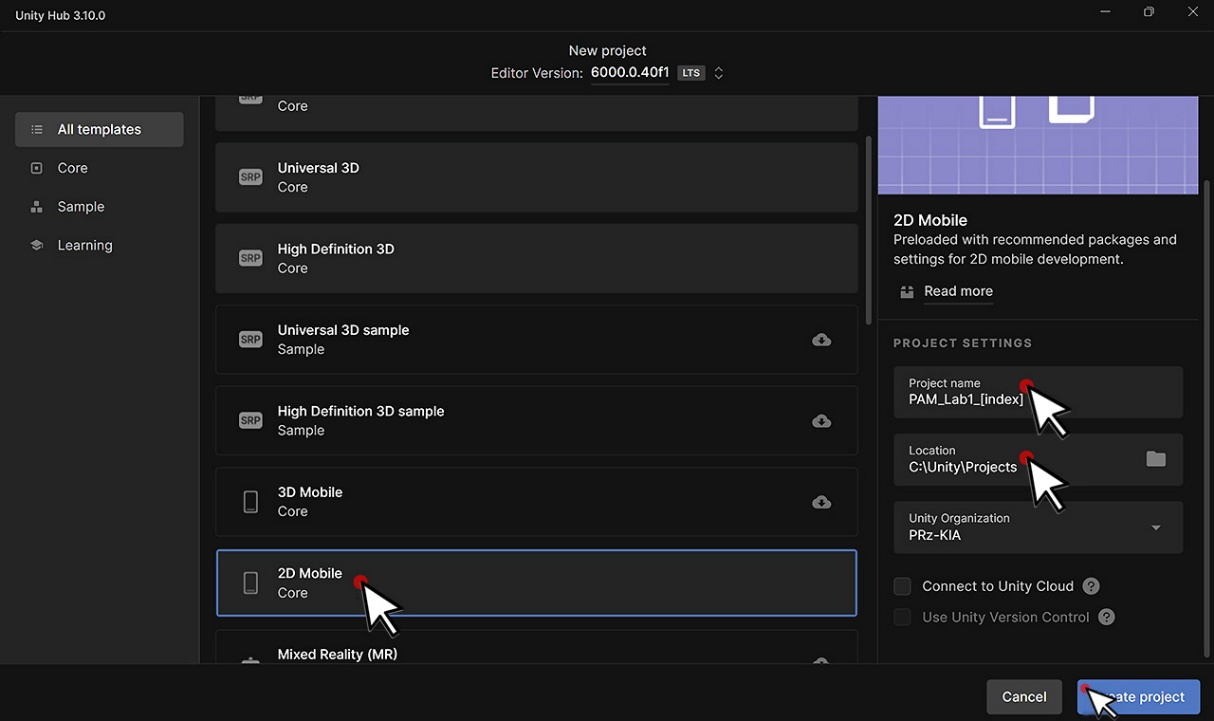 Unity Hub 3.10.0
New project
Editor Version: 6000.0.40f1 LTS
All templates
Core
Sample
Learning
Core
SRP
Universal 3D
Core
SRP
High Definition 3D
Core
SRP
Universal 3D sample
Sample
SRP
High Definition 3D sample
Sample
3D Mobile
Core
2D Mobile
Core
Mixed Reality (MR)
2D Mobile
Preloaded with recommended packages and
settings for 2D mobile development.
Read more
PROJECT SETTINGS
Project name
PAM_Lab1_[index]
Location
C:\Unity\Projects
Unity Organization
PRz-KIA
Connect to Unity Cloud ?
Use Unity Version Control ?
Cancel
project